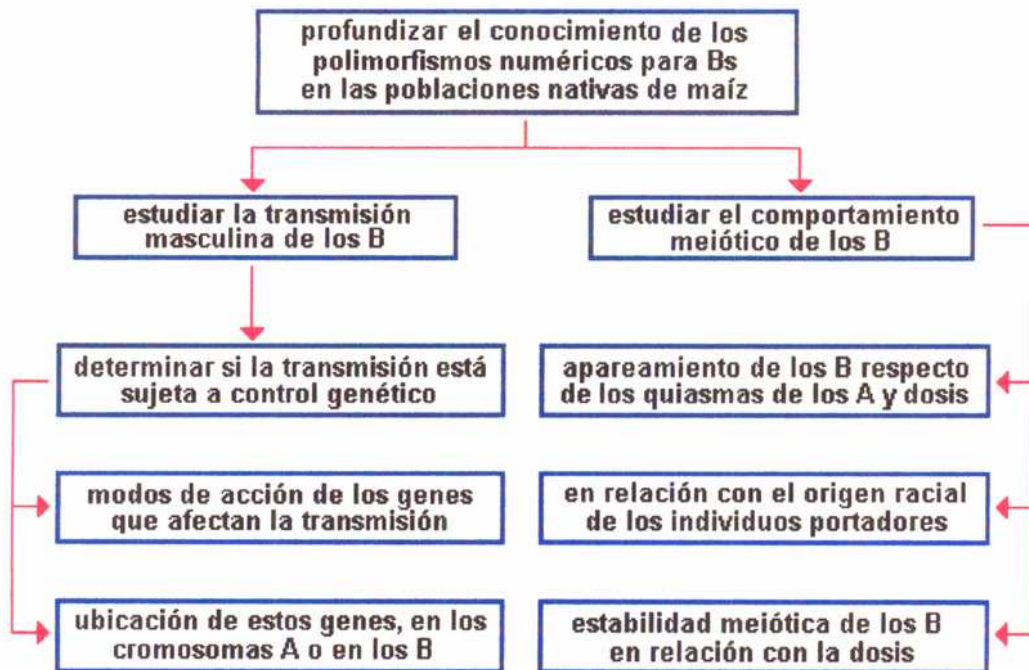 profundizar el conocimiento de los
polimorfismos numéricos para Bs
en las poblaciones nativas de maíz
estudiar la transmisión
masculina de los B
estudiar el comportamiento
meiótico de los B
determinar si la transmisión está
sujeta a control genético
apareamiento de los B respecto
de los quiasmas de los A y dosis
modos de acción de los genes
que afectan la transmisión
en relación con el origen racial
de los individuos portadores
ubicación de estos genes, en los
cromosomas A o en los B
estabilidad meiótica de los B
en relación con la dosis